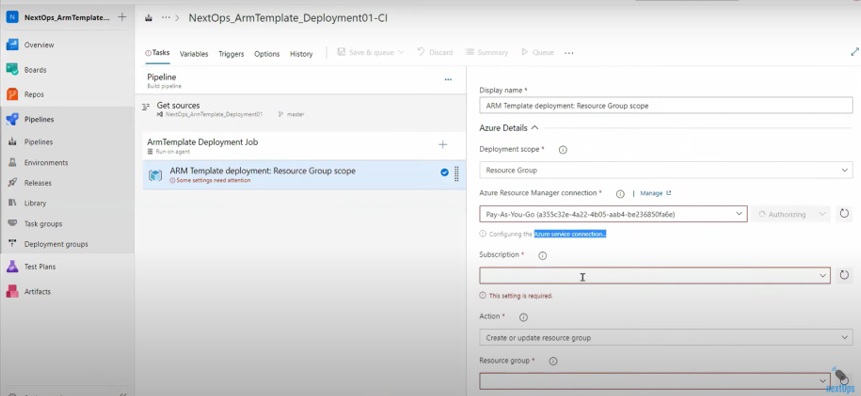 NextOps_ArmTemplate...
NextOps_ArmTemplate_Deployment01-CI
Overview
Boards
Repos
Pipelines
Pipelines
Environments
Releases
Library
Task groups
Deployment groups
Test Plans
Artifacts
Tasks Variables Triggers Options History Save & queue Discard Summary Queue
Pipeline
Build pipeline
Get sources
NextOps_ArmTemplate_Deployment01 master
ArmTemplate Deployment Job
Run on agent
ARM Template deployment: Resource Group scope
Some settings need attention
Display name *
ARM Template deployment: Resource Group scope
Azure Details
Deployment scope *
Resource Group
Azure Resource Manager connection * | Manage
Pay-As-You-Go (a355c32e-4a22-4b05-aab4-be236850fa6e) Authorizing
Configuring the Azure service connection...
Subscription *
This setting is required.
Action *
Create or update resource group
Resource group *
nextops